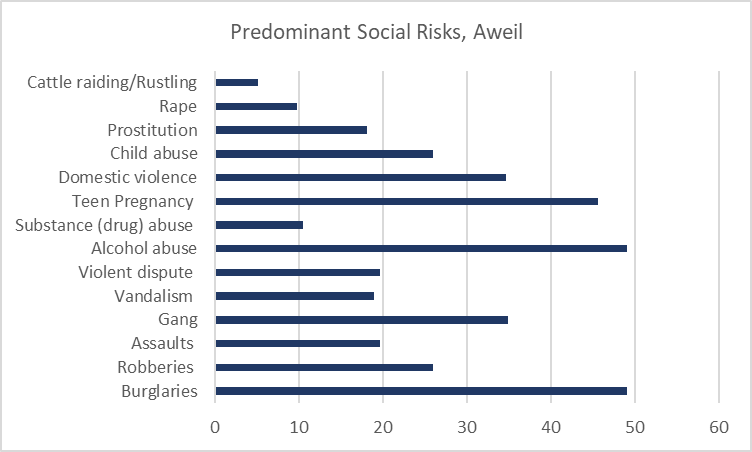 Predominant Social Risks, Aweil
Cattle raiding/Rustling
Rape
Prostitution
Child abuse
Domestic violence
Teen Pregnancy
Substance (drug) abuse
Alcohol abuse
Violent dispute
Vandalism
Gang
Assaults
Robberies
Burglaries
0 10 20 30 40 50 60